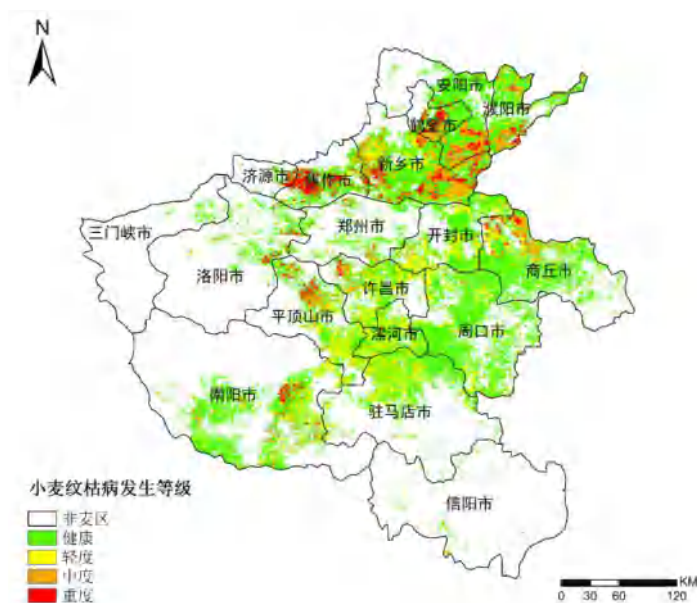 N
安阳市
濮阳市
鹤壁市
新乡市
济源市
焦作市
三门峡市
郑州市
开封市
洛阳市
商丘市
许昌市
平顶山市
漯河市
周口市
南阳市
驻马店市
信阳市
小麦纹枯病发生等级
非麦区
健康
轻度
中度
重度
KM
0 30 60 120